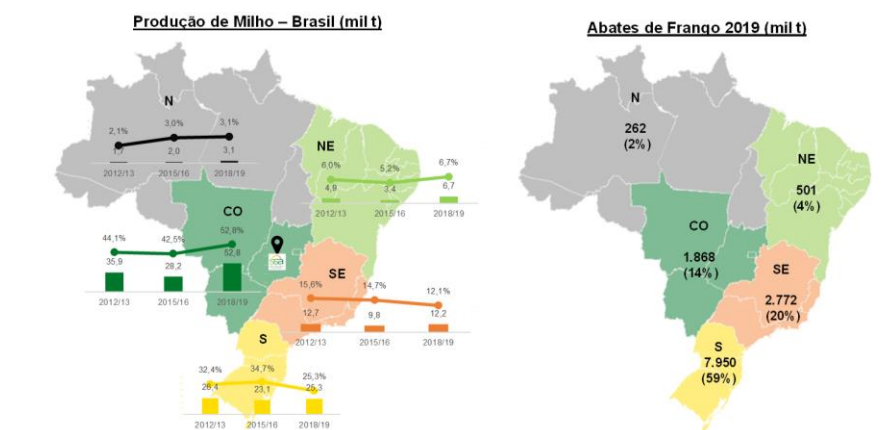 Produção de Milho – Brasil (mil t)
N
2,1% 3,0% 3,1%
1,7 2,0 3,1
2012/13 2015/16 2018/19
NE
6,0% 5,2% 6,7%
4,9 3,4 6,7
2012/13 2015/16 2018/19
CO
44,1% 42,5% 52,8%
35,9 28,2 52,8
2012/13 2015/16 2018/19
SE
15,6% 14,7% 12,1%
12,7 9,8 12,2
2012/13 2015/16 2018/19
S
32,4% 34,7% 25,3%
26,4 23,1 25,3
2012/13 2015/16 2018/19
Abates de Frango 2019 (mil t)
N
262
(2%)
NE
501
(4%)
CO
1.868
(14%)
SE
2.772
(20%)
S
7.950
(59%)